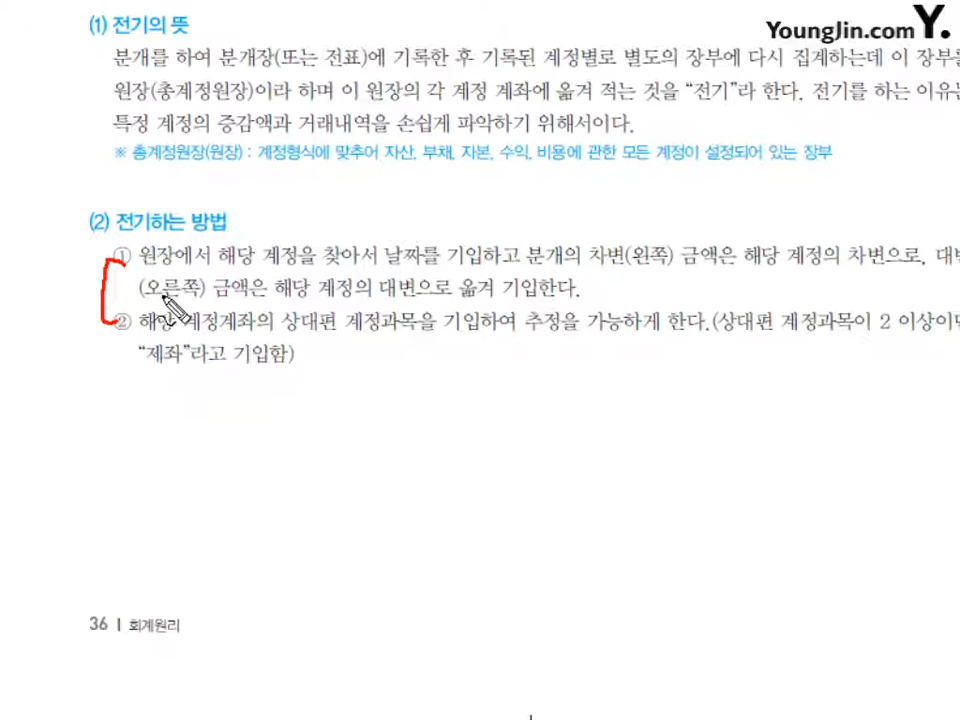 YoungJin.com Y.
(1) 전기의 뜻
분개를 하여 분개장(또는 전표)에 기록한 후 기록된 계정별로 별도의 장부에 다시 집계하는데 이 장부를
원장(총계정원장)이라 하며 이 원장의 각 계정 계좌에 옮겨 적는 것을 “전기”라 한다. 전기를 하는 이유는
특정 계정의 증감액과 거래내역을 손쉽게 파악하기 위해서이다.
※ 총계정원장(원장) : 계정형식에 맞추어 자산, 부채, 자본, 수익, 비용에 관한 모든 계정이 설정되어 있는 장부
(2) 전기하는 방법
① 원장에서 해당 계정을 찾아서 날짜를 기입하고 분개의 차변(왼쪽) 금액은 해당 계정의 차변으로, 대변
(오른쪽) 금액은 해당 계정의 대변으로 옮겨 기입한다.
② 해당 계정계좌의 상대편 계정과목을 기입하여 추정을 가능하게 한다.(상대편 계정과목이 2 이상이면
“제좌”라고 기입함)
36 | 회계원리